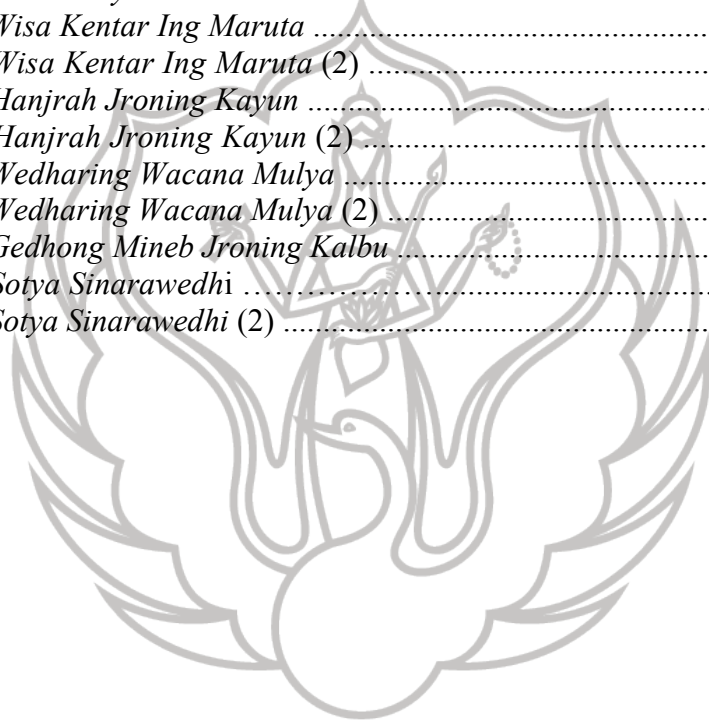 Wisa Kentar Ing Maruta ......................................................
Wisa Kentar Ing Maruta (2) ..............................................
Hanjrah Jroning Kayun ......................................................
Hanjrah Jroning Kayun (2) ................................................
Wedharing Wacana Mulya .................................................
Wedharing Wacana Mulya (2) ...........................................
Gedhong Mineb Jroning Kalbu ........................................
Sotya Sinarawedhi ............................................................
Sotya Sinarawedhi (2) ......................................................